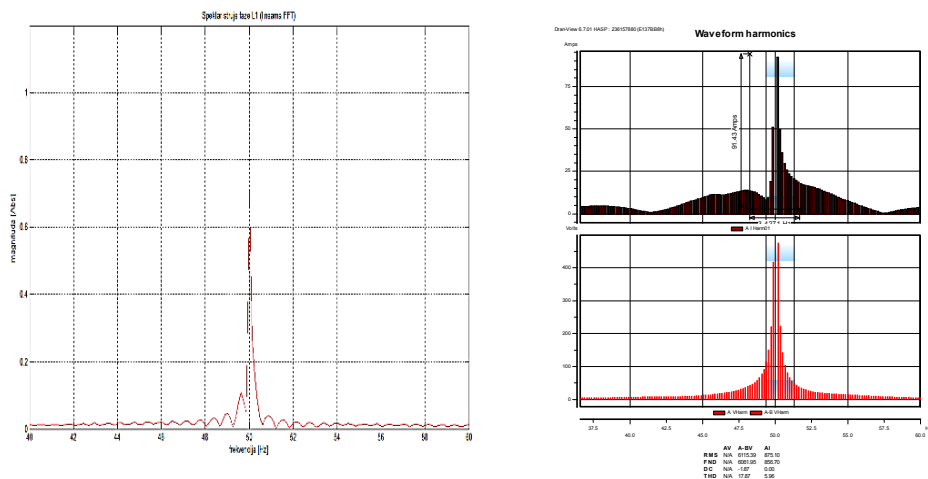 Spektar struja faze L1 (Insams FFT)
magnituda [Abs]
1
0.8
0.6
0.4
0.2
0
40 42 44 46 48 50 52 54 56 58 60
frekvencija [Hz]
Dran-View 6.7.01 HASP : 236157880 (E137BB8h)
Waveform harmonics
Amps
75
50
25
0
91.43 Amps
Volts
A I Harm01
400
300
200
100
0
A VHarm A-B VHarm
37.5 40.0 45.0 47.5 50.0 52.5 55.0 57.5 60.0
AV A-BV AI
RMS N/A 6115.39 875.10
FND N/A 6061.95 856.70
DC N/A -1.87 0.00
THD N/A 17.87 5.96